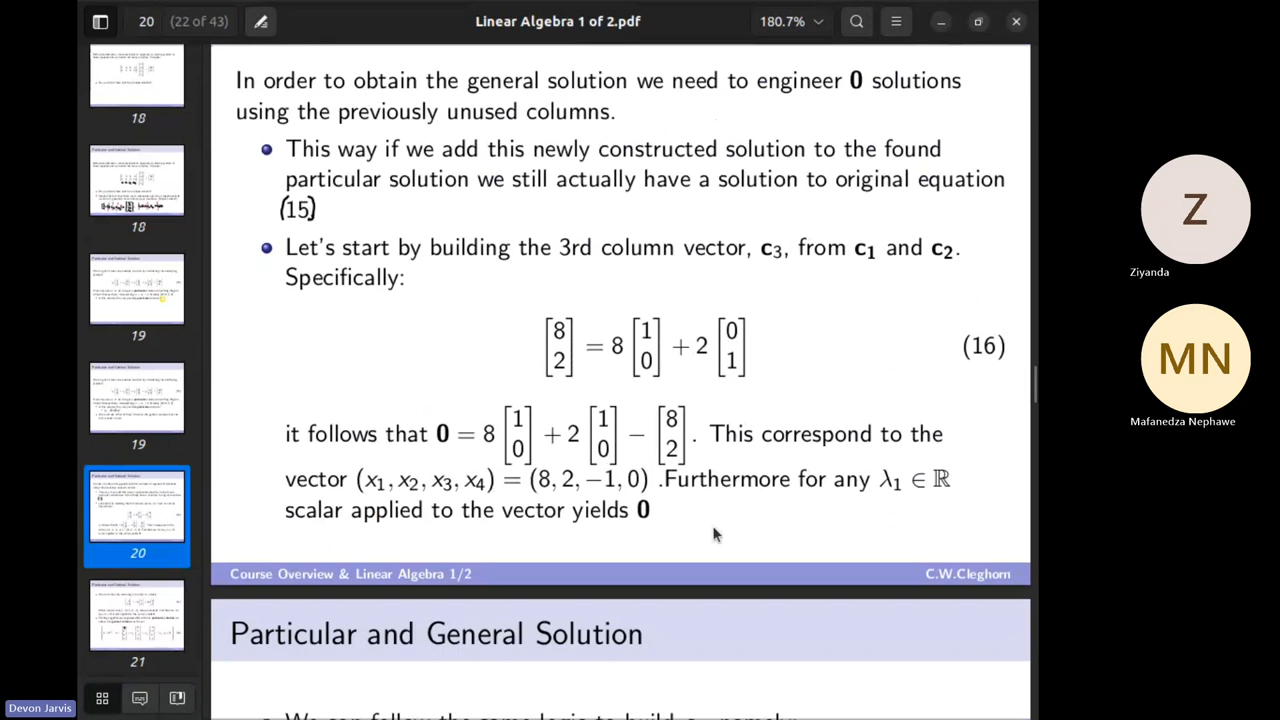 20 (22 of 43) Linear Algebra 1 of 2.pdf 180.7%
18
18
19
19
20
21
In order to obtain the general solution we need to engineer 0 solutions
using the previously unused columns.
This way if we add this newly constructed solution to the found
particular solution we still actually have a solution to original equation
(15)
Let's start by building the 3rd column vector, c₃, from c₁ and c₂.
Specifically:
[8 2] = 8 [1 0] + 2 [0 1] (16)
it follows that 0 = 8 [1 0] + 2 [1 0] − [8 2]. This correspond to the
vector (x₁, x₂, x₃, x₄) = (8, 2, −1, 0) .Furthermore for any λ₁ ∈ ℝ
scalar applied to the vector yields 0
Course Overview & Linear Algebra 1/2 C.W.Cleghorn
Particular and General Solution
Z
Ziyanda
MN
Mafanedza Nephawe
Devon Jarvis